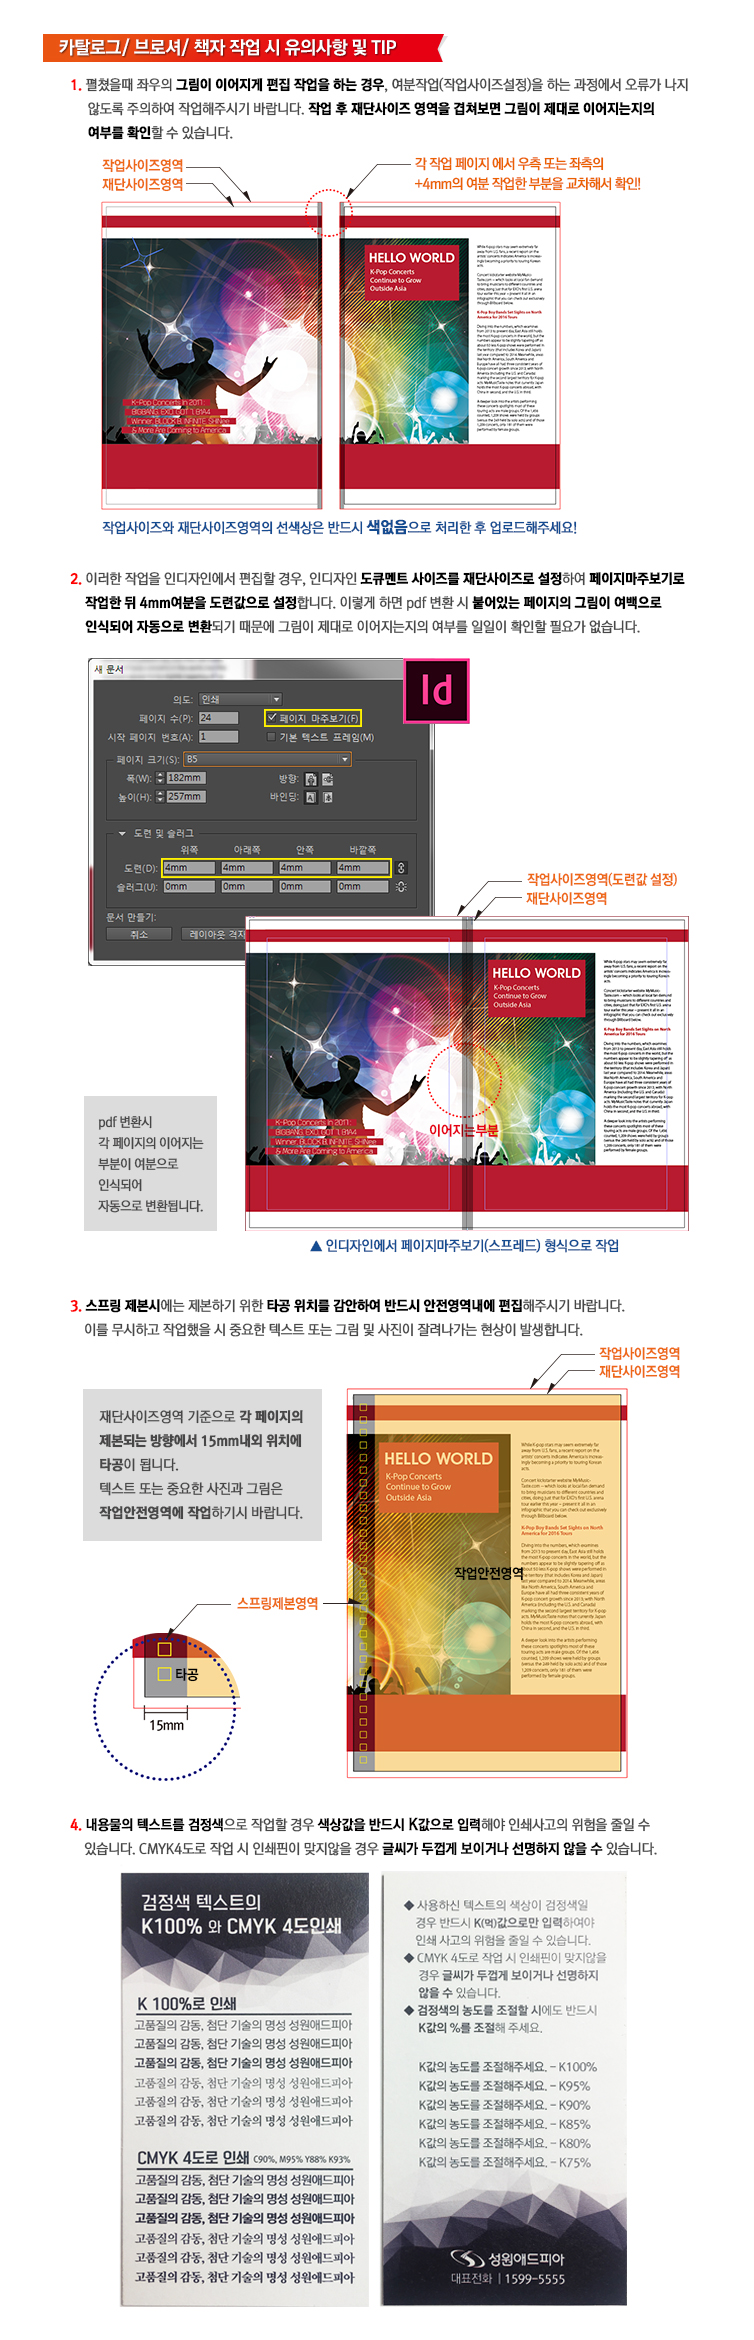 카탈로그/ 브로셔/ 책자 작업 시 유의사항 및 TIP
1. 펼쳤을때 좌우의 그림이 이어지게 편집 작업을 하는 경우, 여분작업(작업사이즈설정)을 하는 과정에서 오류가 나지
않도록 주의하여 작업해주시기 바랍니다. 작업 후 재단사이즈 영역을 겹쳐보면 그림이 제대로 이어지는지의
여부를 확인할 수 있습니다.
작업사이즈영역
재단사이즈영역
각 작업 페이지 에서 우측 또는 좌측의
+4mm의 여분 작업한 부분을 교차해서 확인!
HELLO WORLD
K-Pop Concerts
Continue to Grow
Outside Asia
K-Pop Concerts In 2017:
BIGBANG, EXO, GOT 7, B1A4
Winner, BLOCK B, INFINITE, SHINee
& More Are Coming to America
K-Pop Boy Bands Set Sights on North
America for 2014 Tours
작업사이즈와 재단사이즈영역의 선색상은 반드시 색없음으로 처리한 후 업로드해주세요!
2. 이러한 작업을 인디자인에서 편집할 경우, 인디자인 도큐멘트 사이즈를 재단사이즈로 설정하여 페이지마주보기로
작업한 뒤 4mm여분을 도련값으로 설정합니다. 이렇게 하면 pdf 변환 시 붙어있는 페이지의 그림이 여백으로
인식되어 자동으로 변환되기 때문에 그림이 제대로 이어지는지의 여부를 일일이 확인할 필요가 없습니다.
새 문서
Id
의도: 인쇄
페이지 수(P): 24
페이지 마주보기(F)
시작 페이지 번호(A): 1
기본 텍스트 프레임(M)
페이지 크기(S): B5
폭(W): 182mm
방향:
높이(H): 257mm
바인딩:
도련 및 슬러그
위쪽 아래쪽 안쪽 바깥쪽
도련(D): 4mm 4mm 4mm 4mm
슬러그(U): 0mm 0mm 0mm 0mm
문서 만들기:
취소
레이아웃 격자
작업사이즈영역(도련값 설정)
재단사이즈영역
HELLO WORLD
K-Pop Concerts
Continue to Grow
Outside Asia
K-Pop Concerts In 2017:
BIGBANG, EXO, GOT 7, B1A4
Winner, BLOCK B, INFINITE, SHINee
& More Are Coming to America
이어지는부분
K-Pop Boy Bands Set Sights on North
America for 2014 Tours
pdf 변환시
각 페이지의 이어지는
부분이 여분으로
인식되어
자동으로 변환됩니다.
▲ 인디자인에서 페이지마주보기(스프레드) 형식으로 작업
3. 스프링 제본시에는 제본하기 위한 타공 위치를 감안하여 반드시 안전영역내에 편집해주시기 바랍니다.
이를 무시하고 작업했을 시 중요한 텍스트 또는 그림 및 사진이 잘려나가는 현상이 발생합니다.
작업사이즈영역
재단사이즈영역
재단사이즈영역 기준으로 각 페이지의
제본되는 방향에서 15mm내외 위치에
타공이 됩니다.
텍스트 또는 중요한 사진과 그림은
작업안전영역에 작업하기시 바랍니다.
HELLO WORLD
K-Pop Concerts
Continue to Grow
Outside Asia
K-Pop Boy Bands Set Sights on North
America for 2014 Tours
작업안전영역
스프링제본영역
타공
15mm
4. 내용물의 텍스트를 검정색으로 작업할 경우 색상값을 반드시 K값으로 입력해야 인쇄사고의 위험을 줄일 수
있습니다. CMYK4도로 작업 시 인쇄핀이 맞지않을 경우 글씨가 두껍게 보이거나 선명하지 않을 수 있습니다.
검정색 텍스트의
K100% 와 CMYK 4도인쇄
K 100%로 인쇄
고품질의 감동, 첨단 기술의 명성 성원애드피아
고품질의 감동, 첨단 기술의 명성 성원애드피아
고품질의 감동, 첨단 기술의 명성 성원애드피아
고품질의 감동, 첨단 기술의 명성 성원애드피아
고품질의 감동, 첨단 기술의 명성 성원애드피아
고품질의 감동, 첨단 기술의 명성 성원애드피아
CMYK 4도로 인쇄 C90%, M95% Y88% K93%
고품질의 감동, 첨단 기술의 명성 성원애드피아
고품질의 감동, 첨단 기술의 명성 성원애드피아
고품질의 감동, 첨단 기술의 명성 성원애드피아
고품질의 감동, 첨단 기술의 명성 성원애드피아
고품질의 감동, 첨단 기술의 명성 성원애드피아
고품질의 감동, 첨단 기술의 명성 성원애드피아
◆ 사용하신 텍스트의 색상이 검정색일
경우 반드시 K(먹)값으로만 입력하여야
인쇄 사고의 위험을 줄일 수 있습니다.
◆ CMYK 4도로 작업 시 인쇄핀이 맞지않을
경우 글씨가 두껍게 보이거나 선명하지
않을 수 있습니다.
◆ 검정색의 농도를 조절할 시에도 반드시
K값의 %를 조절해 주세요.
K값의 농도를 조절해주세요. – K100%
K값의 농도를 조절해주세요. – K95%
K값의 농도를 조절해주세요. – K90%
K값의 농도를 조절해주세요. – K85%
K값의 농도를 조절해주세요. – K80%
K값의 농도를 조절해주세요. – K75%
성원애드피아
대표전화 | 1599-5555